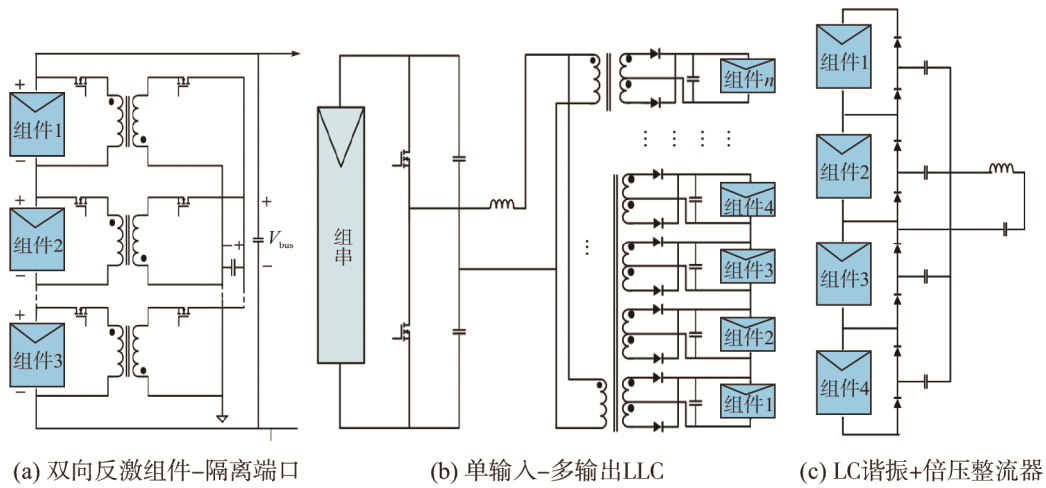 +
组件1
−
+
组件2
−
+
组件3
−
−
+
−
+
V_bus
−
组串
组件n
组件4
组件3
组件2
组件1
组件1
组件2
组件3
组件4
(a) 双向反激组件-隔离端口
(b) 单输入-多输出LLC
(c) LC谐振+倍压整流器